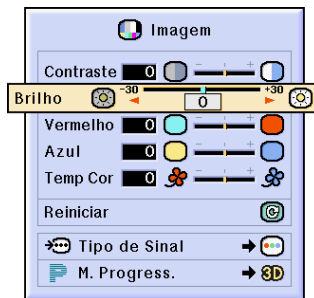 Imagem
Contraste 0 - +
Brilho -30 0 +30
Vermelho 0 - +
Azul 0 - +
Temp Cor 0 - +
Reiniciar
Tipo de Sinal
P M. Progress. 3D